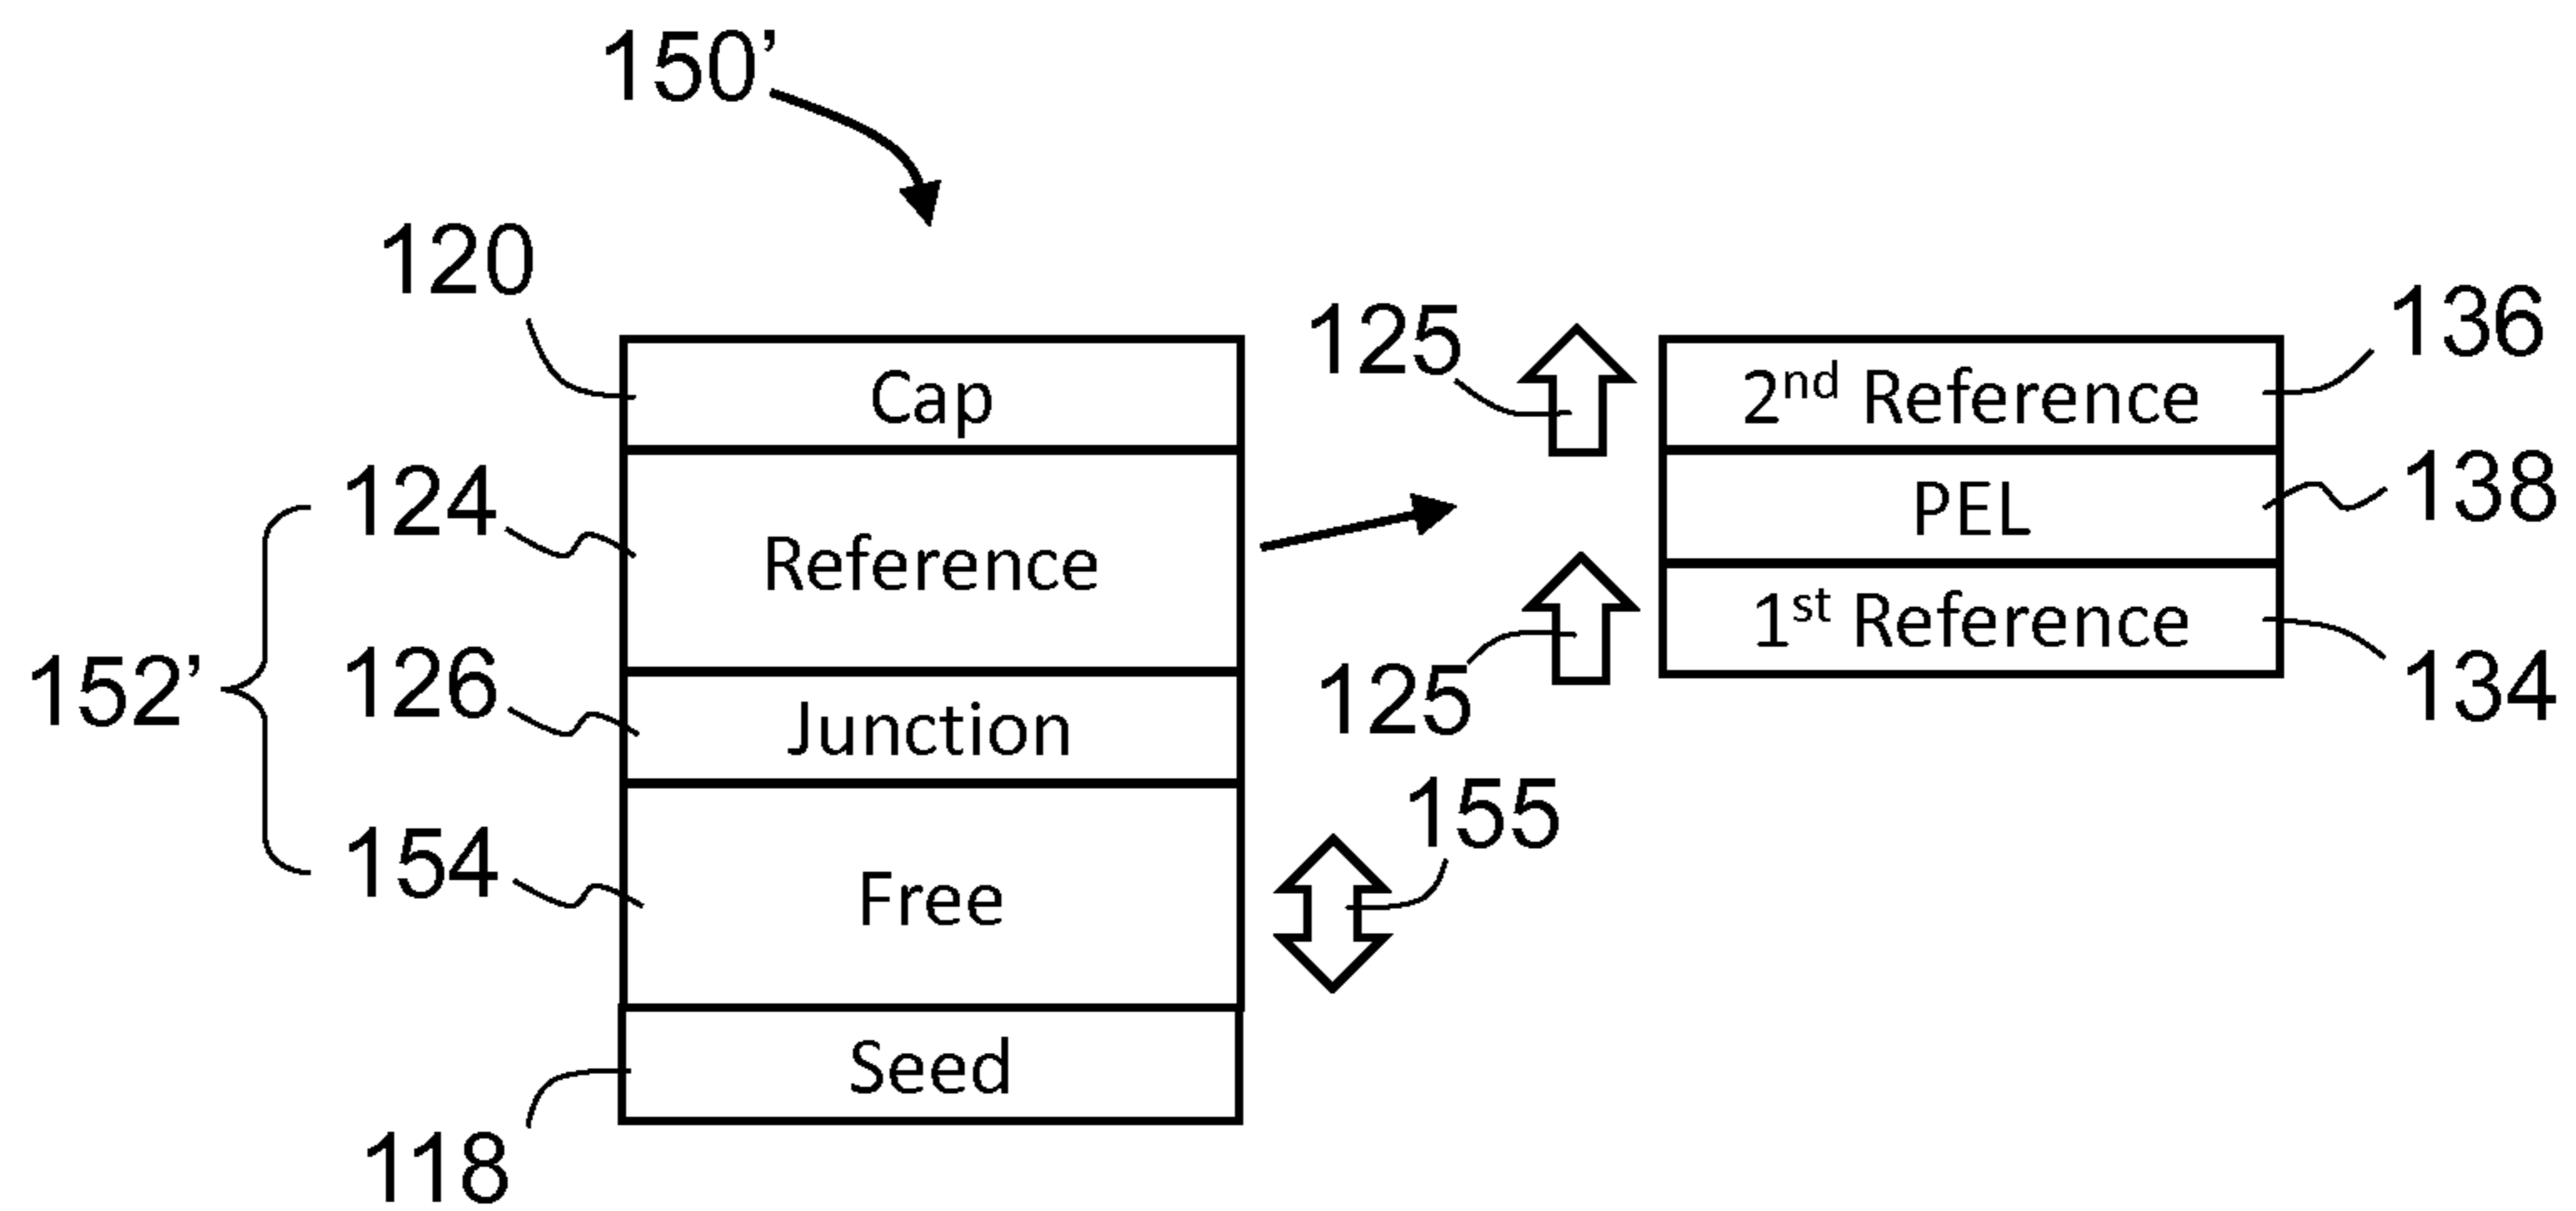 150’
120
Cap
125
2nd Reference
136
124
Reference
PEL
138
152’
126
Junction
125
1st Reference
134
154
Free
155
Seed
118